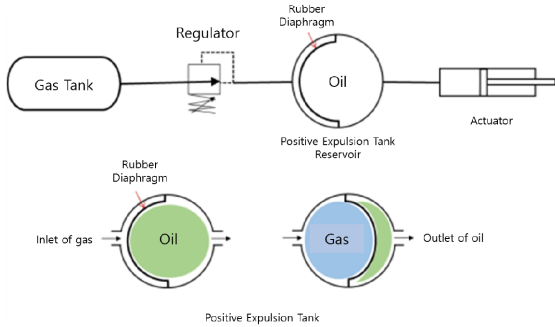 Rubber
Diaphragm
Regulator
Gas Tank
Oil
Positive Expulsion Tank
Reservoir
Actuator
Rubber
Diaphragm
Inlet of gas
Oil
Gas
Outlet of oil
Positive Expulsion Tank